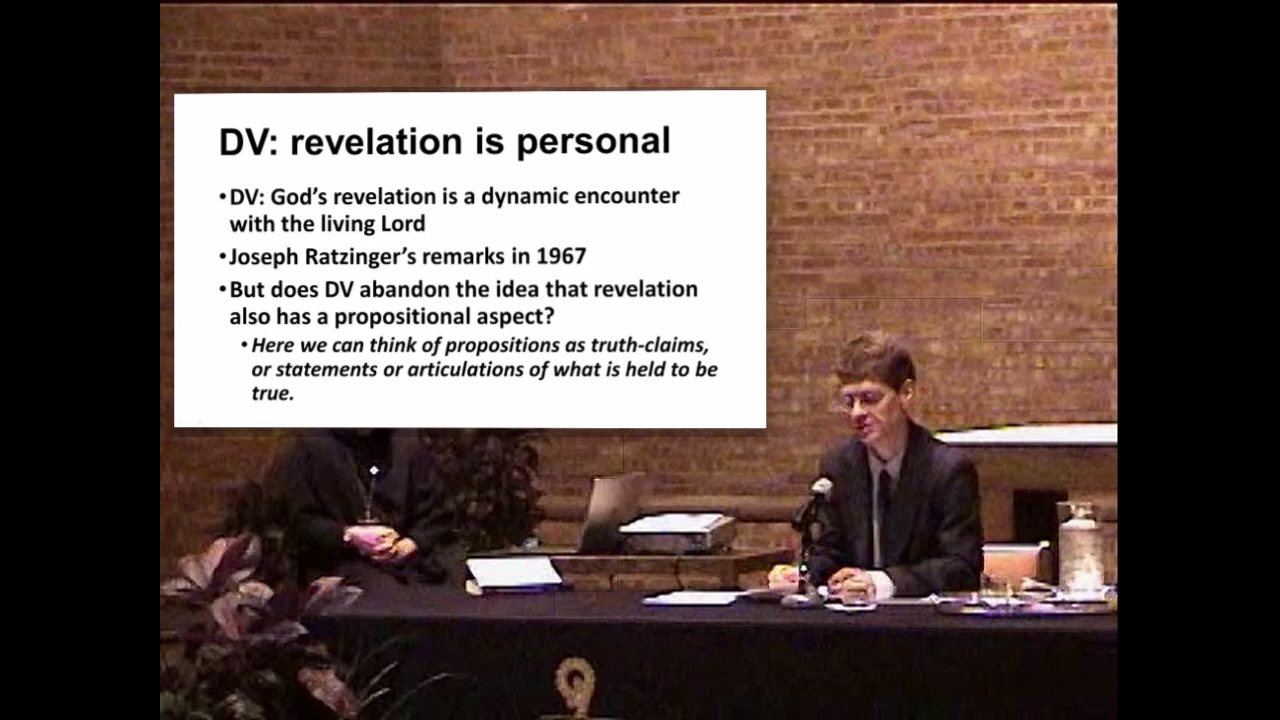 DV: revelation is personal
•DV: God's revelation is a dynamic encounter
with the living Lord
•Joseph Ratzinger's remarks in 1967
•But does DV abandon the idea that revelation
also has a propositional aspect?
•Here we can think of propositions as truth-claims,
or statements or articulations of what is held to be
true.